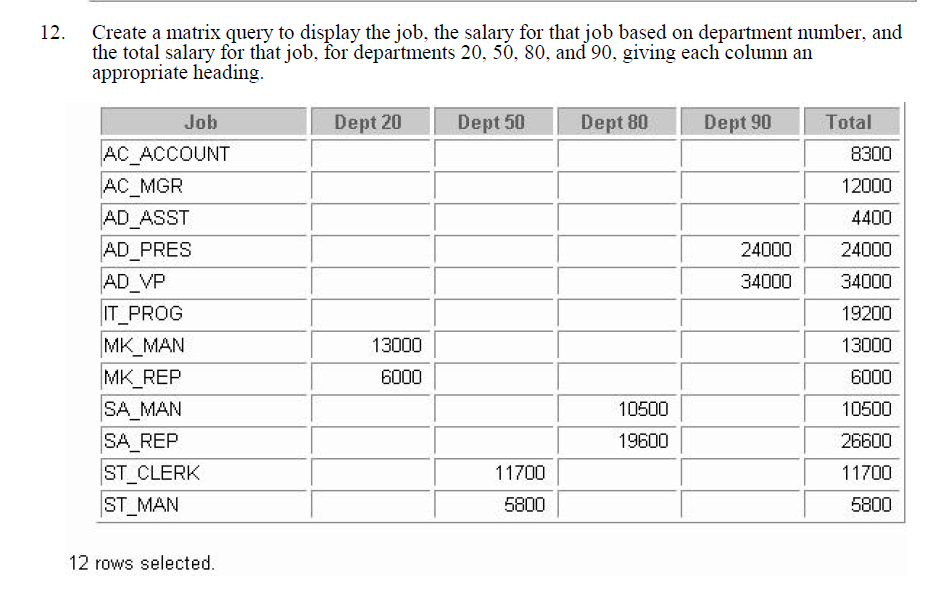 12. Create a matrix query to display the job, the salary for that job based on department number, and
the total salary for that job, for departments 20, 50, 80, and 90, giving each column an
appropriate heading.
Job Dept 20 Dept 50 Dept 80 Dept 90 Total
AC_ACCOUNT 8300
AC_MGR 12000
AD_ASST 4400
AD_PRES 24000 24000
AD_VP 34000 34000
IT_PROG 19200
MK_MAN 13000 13000
MK_REP 6000 6000
SA_MAN 10500 10500
SA_REP 19600 26600
ST_CLERK 11700 11700
ST_MAN 5800 5800
12 rows selected.